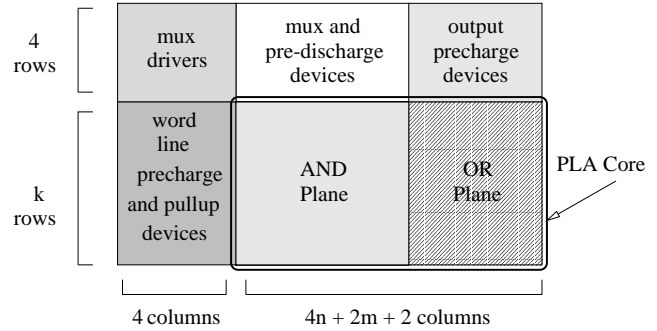 4
rows
mux
drivers
mux and
pre-discharge
devices
output
precharge
devices
k
rows
word
line
precharge
and pullup
devices
AND
Plane
OR
Plane
PLA Core
4 columns
4n + 2m + 2 columns